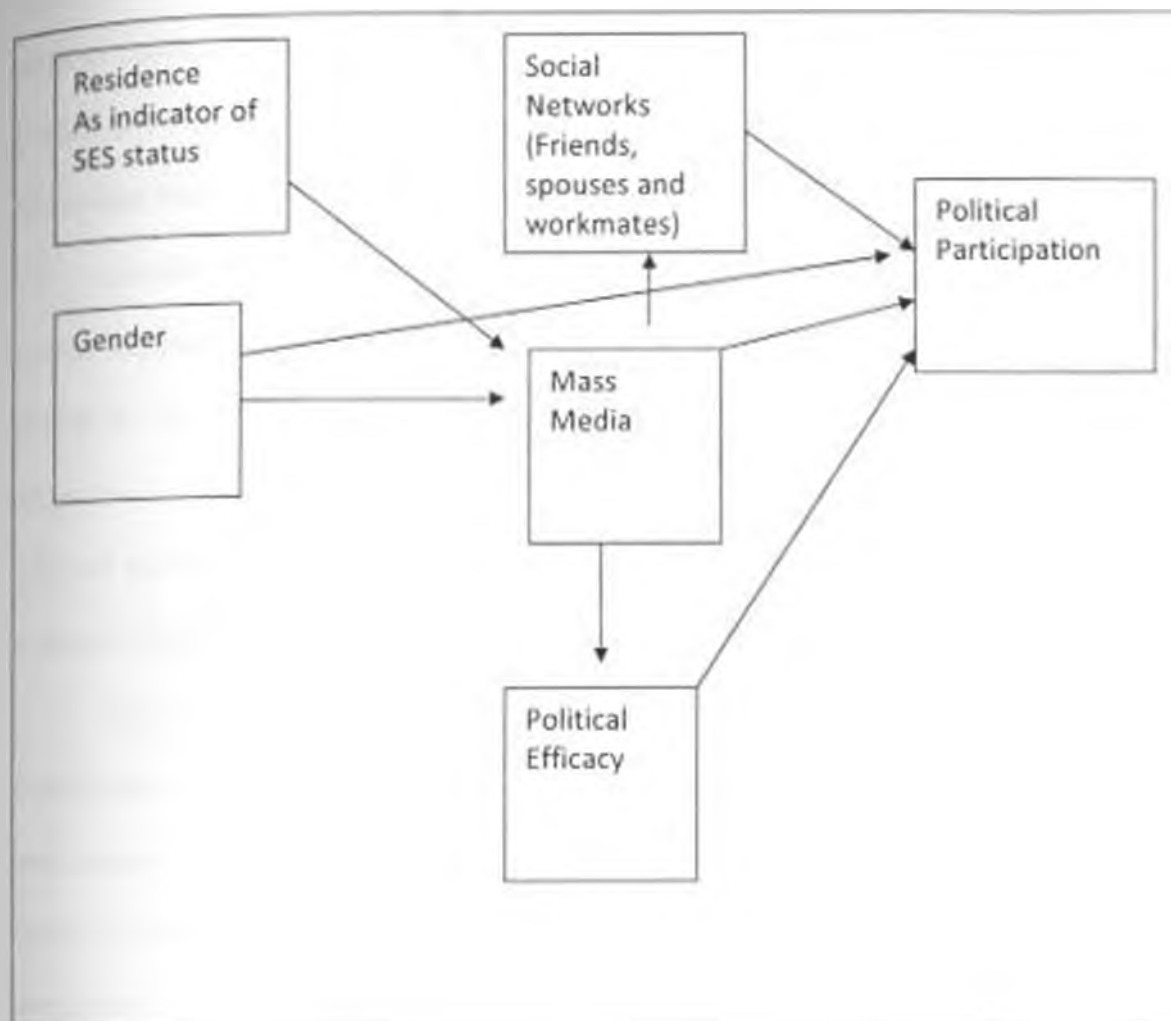 Residence
As indicator of
SES status
Social
Networks
(Friends,
spouses and
workmates)
Political
Participation
Gender
Mass
Media
Political
Efficacy